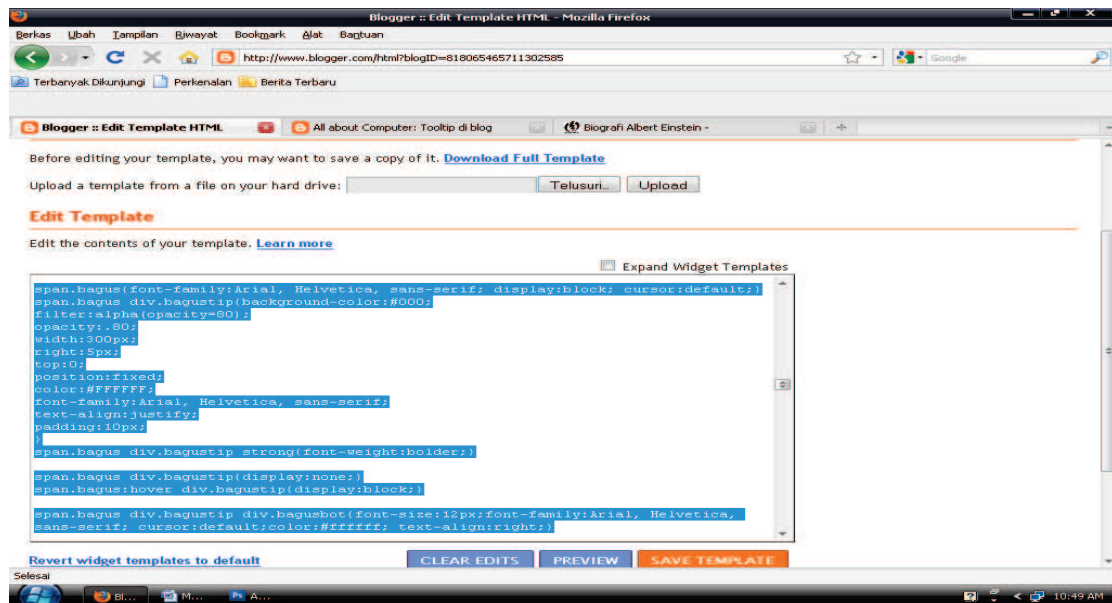 Blogger :: Edit Template HTML - Mozilla Firefox
Berkas Ubah Tampilan Riwayat Bookmark Alat Bantuan
http://www.blogger.com/html?blogID=818065465711302585
Google
Terbanyak Dikunjungi Perkenalan Berita Terbaru
Blogger :: Edit Template HTML All about Computer: Tooltip di blog Biografi Albert Einstein -
Before editing your template, you may want to save a copy of it. Download Full Template
Upload a template from a file on your hard drive: Telusuri... Upload
Edit Template
Edit the contents of your template. Learn more
Expand Widget Templates
span.bagus{font-family:Arial, Helvetica, sans-serif; display:block; cursor:default;}
span.bagus div.bagustip{background-color:#000;
filter:alpha(opacity=80);
opacity:.80;
width:300px;
right:5px;
top:0;
position:fixed;
color:#FFFFFF;
font-family:Arial, Helvetica, sans-serif;
text-align:justify;
padding:10px;
}
span.bagus div.bagustip strong{font-weight:bolder;}
span.bagus div.bagustip{display:none;}
span.bagus:hover div.bagustip{display:block;}
span.bagus div.bagustip div.bagusbot{font-size:12px;font-family:Arial, Helvetica,
sans-serif; cursor:default;color:#ffffff; text-align:right;}
Revert widget templates to default CLEAR EDITS PREVIEW SAVE TEMPLATE
Selesai
Bl... M... Ps A... 10:49 AM